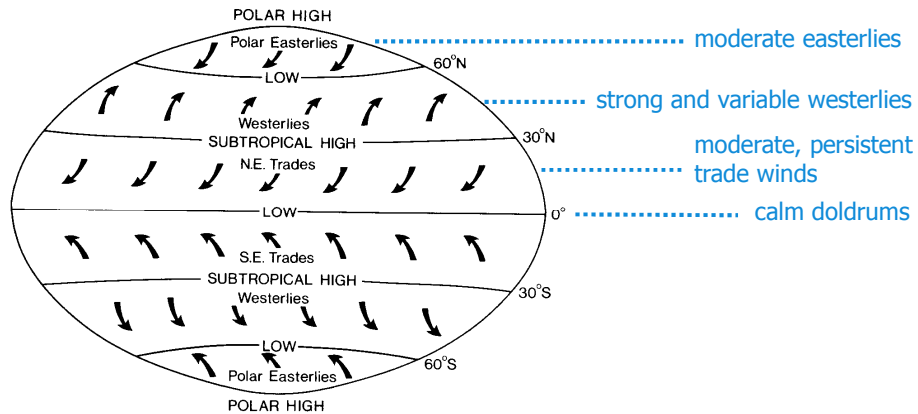 POLAR HIGH
Polar Easterlies
moderate easterlies
60°N
LOW
strong and variable westerlies
Westerlies
30°N
SUBTROPICAL HIGH
moderate, persistent
trade winds
N.E. Trades
LOW
0°
calm doldrums
S.E. Trades
SUBTROPICAL HIGH
30°S
Westerlies
LOW
60°S
Polar Easterlies
POLAR HIGH